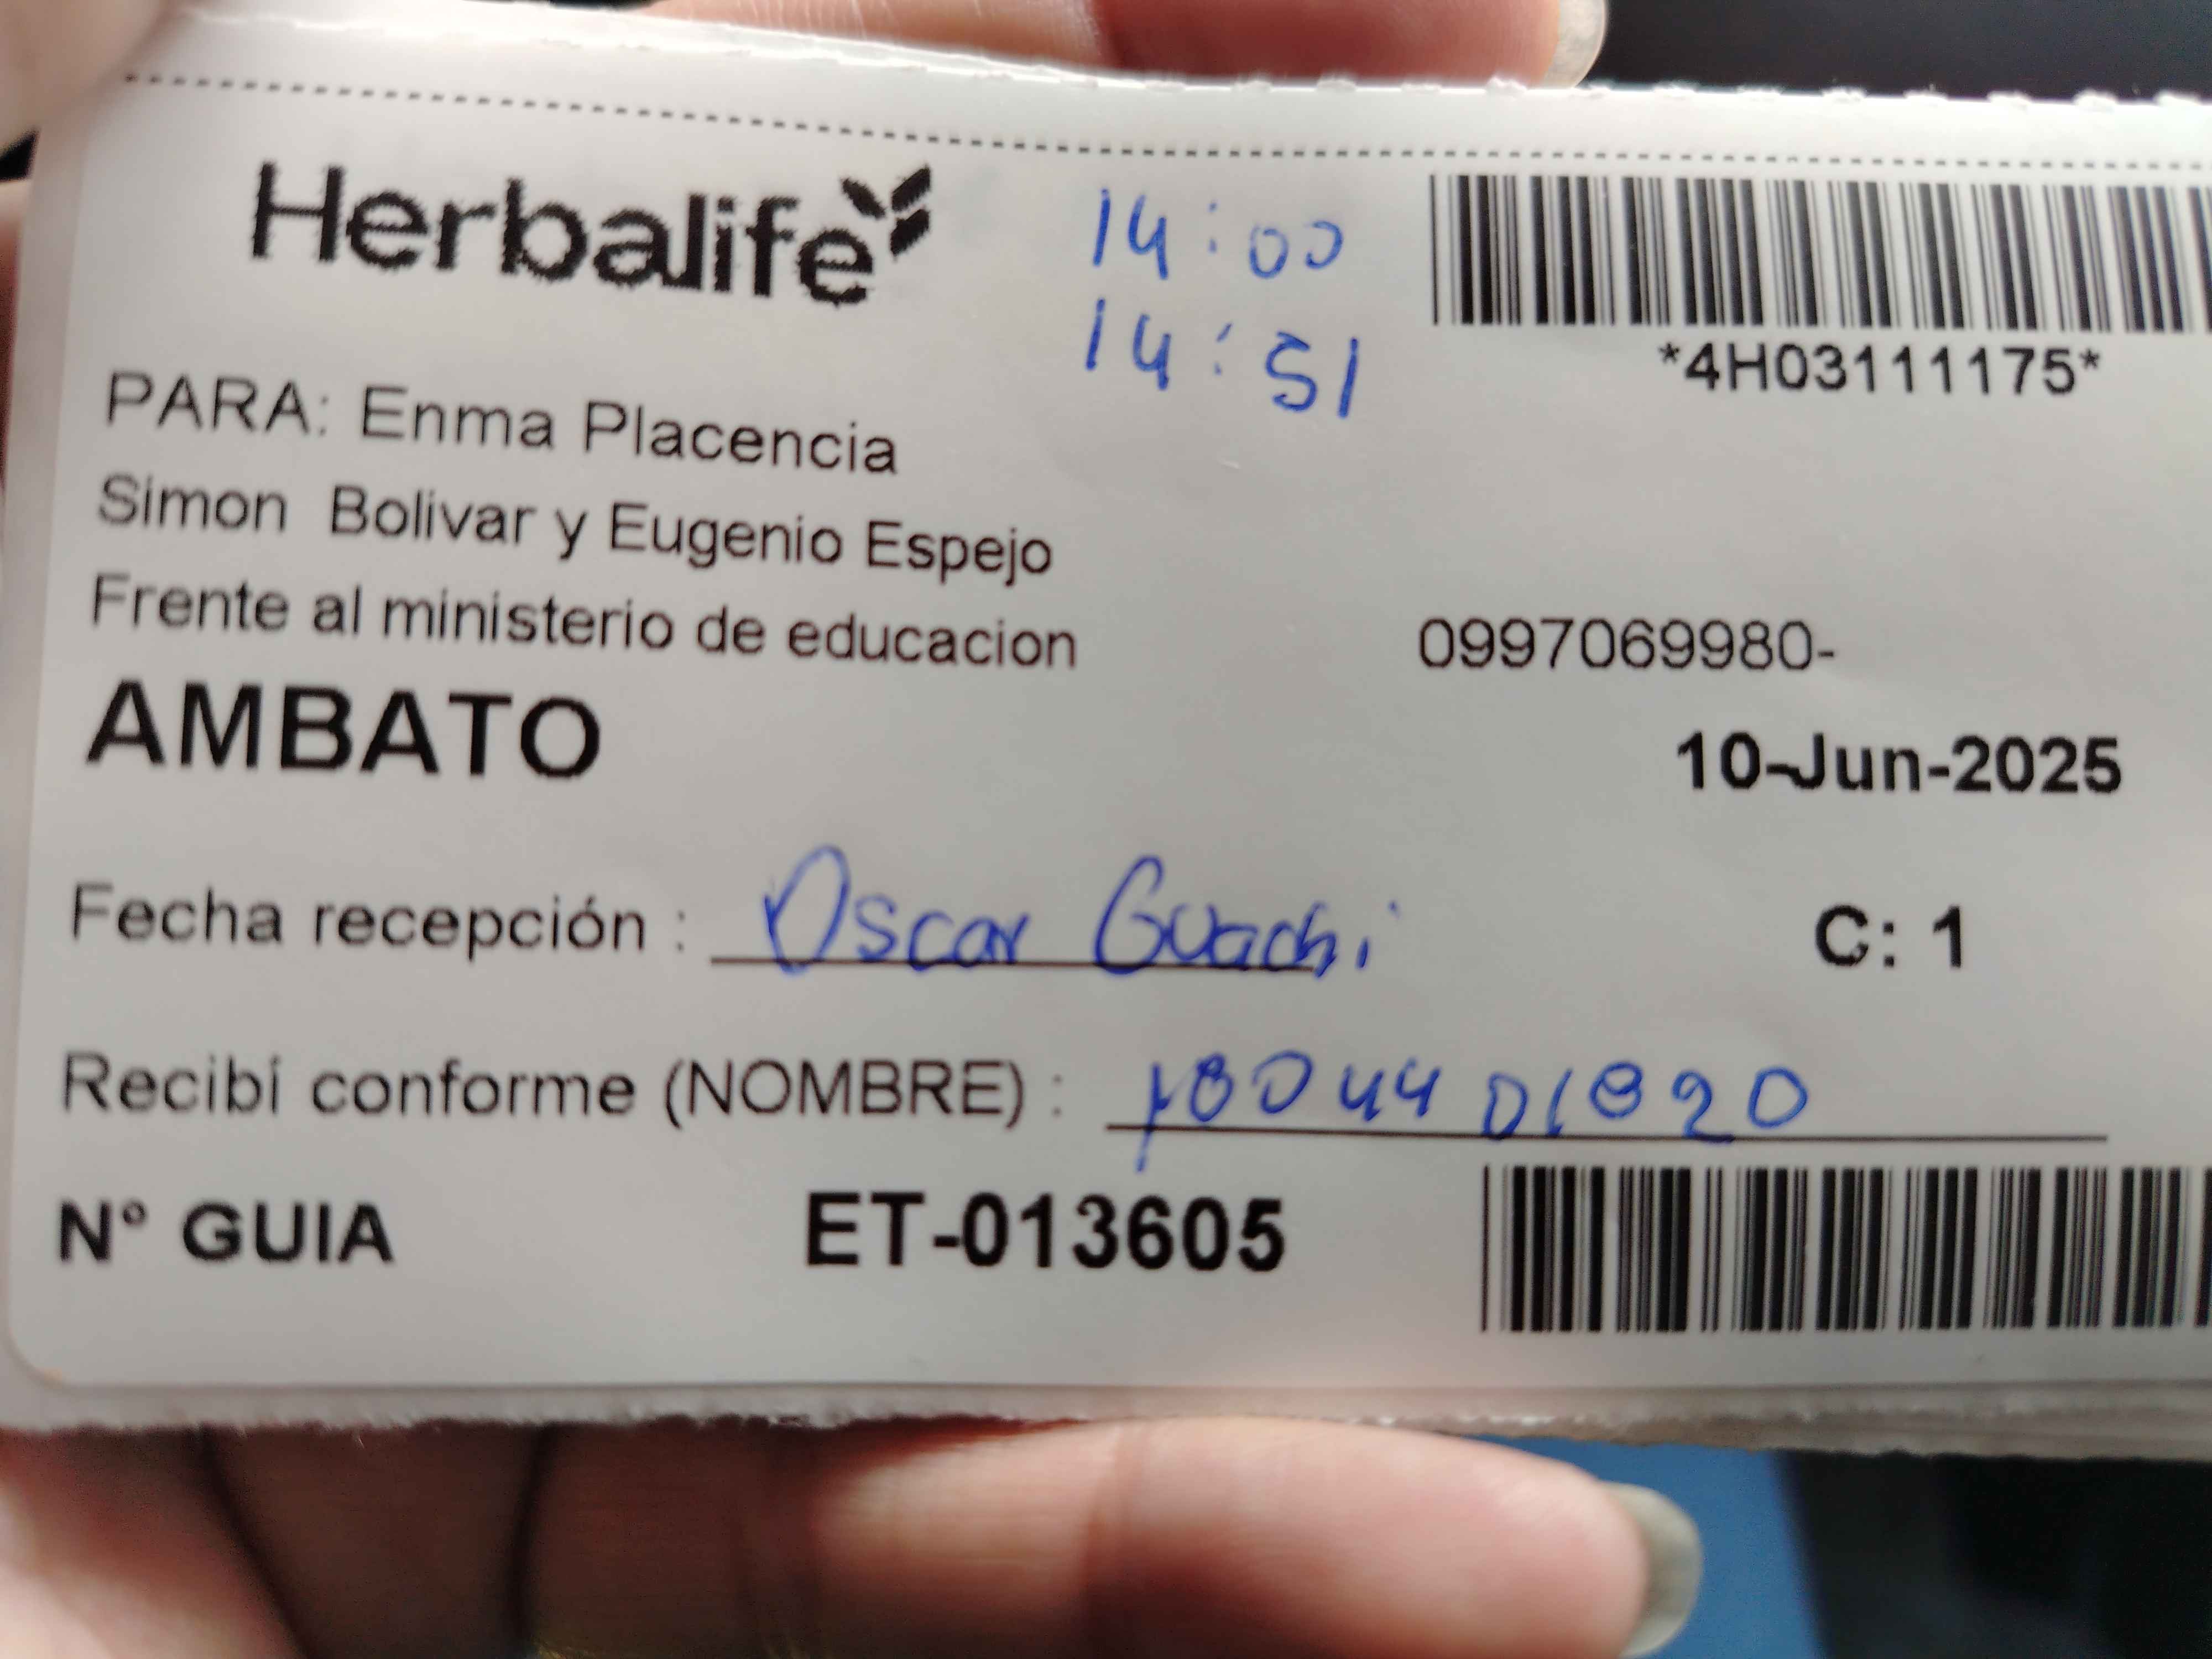 Herbalife
14:00
14:51
*4H03111175*
PARA: Enma Placencia
Simon Bolivar y Eugenio Espejo
Frente al ministerio de educacion
0997069980-
AMBATO
10-Jun-2025
Fecha recepción : Oscar Guachi
C: 1
Recibí conforme (NOMBRE) : 1804401820
N° GUIA ET-013605